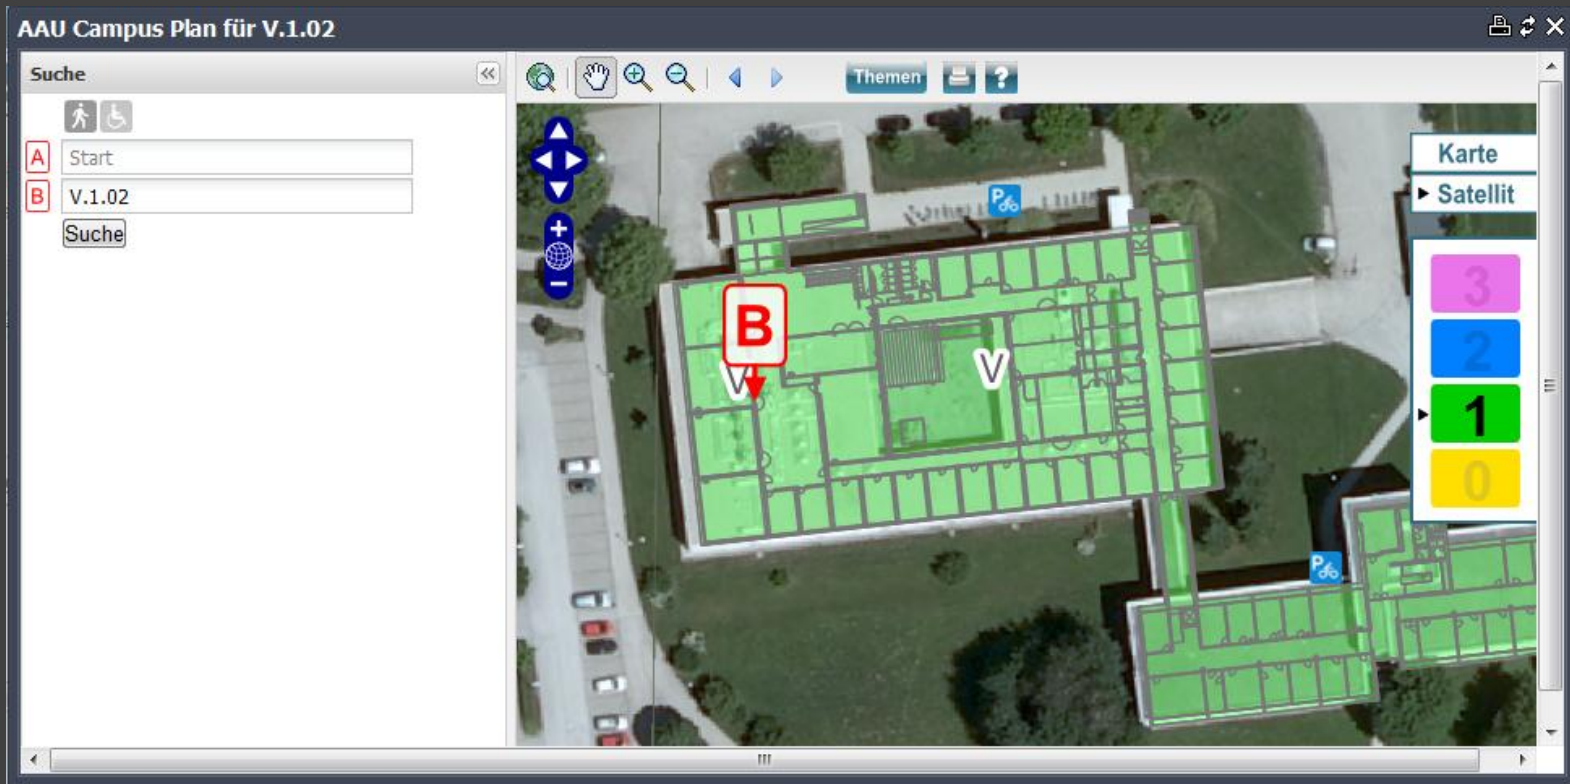 AAU Campus Plan für V.1.02
Suche
A Start
B V.1.02
Suche
Themen
?
Karte
Satellit
3
2
1
0
B
V
V
P
P